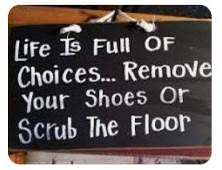 Life Is Full Of
Choices... Remove
Your Shoes Or
Scrub The Floor